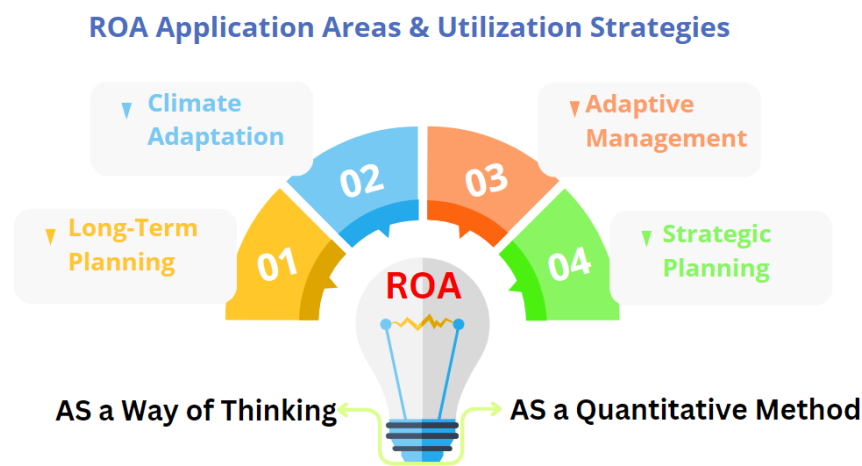 ROA Application Areas & Utilization Strategies
Climate
Adaptation
Adaptive
Management
02
03
Long-Term
Planning
Strategic
Planning
01
04
ROA
AS a Way of Thinking
AS a Quantitative Method